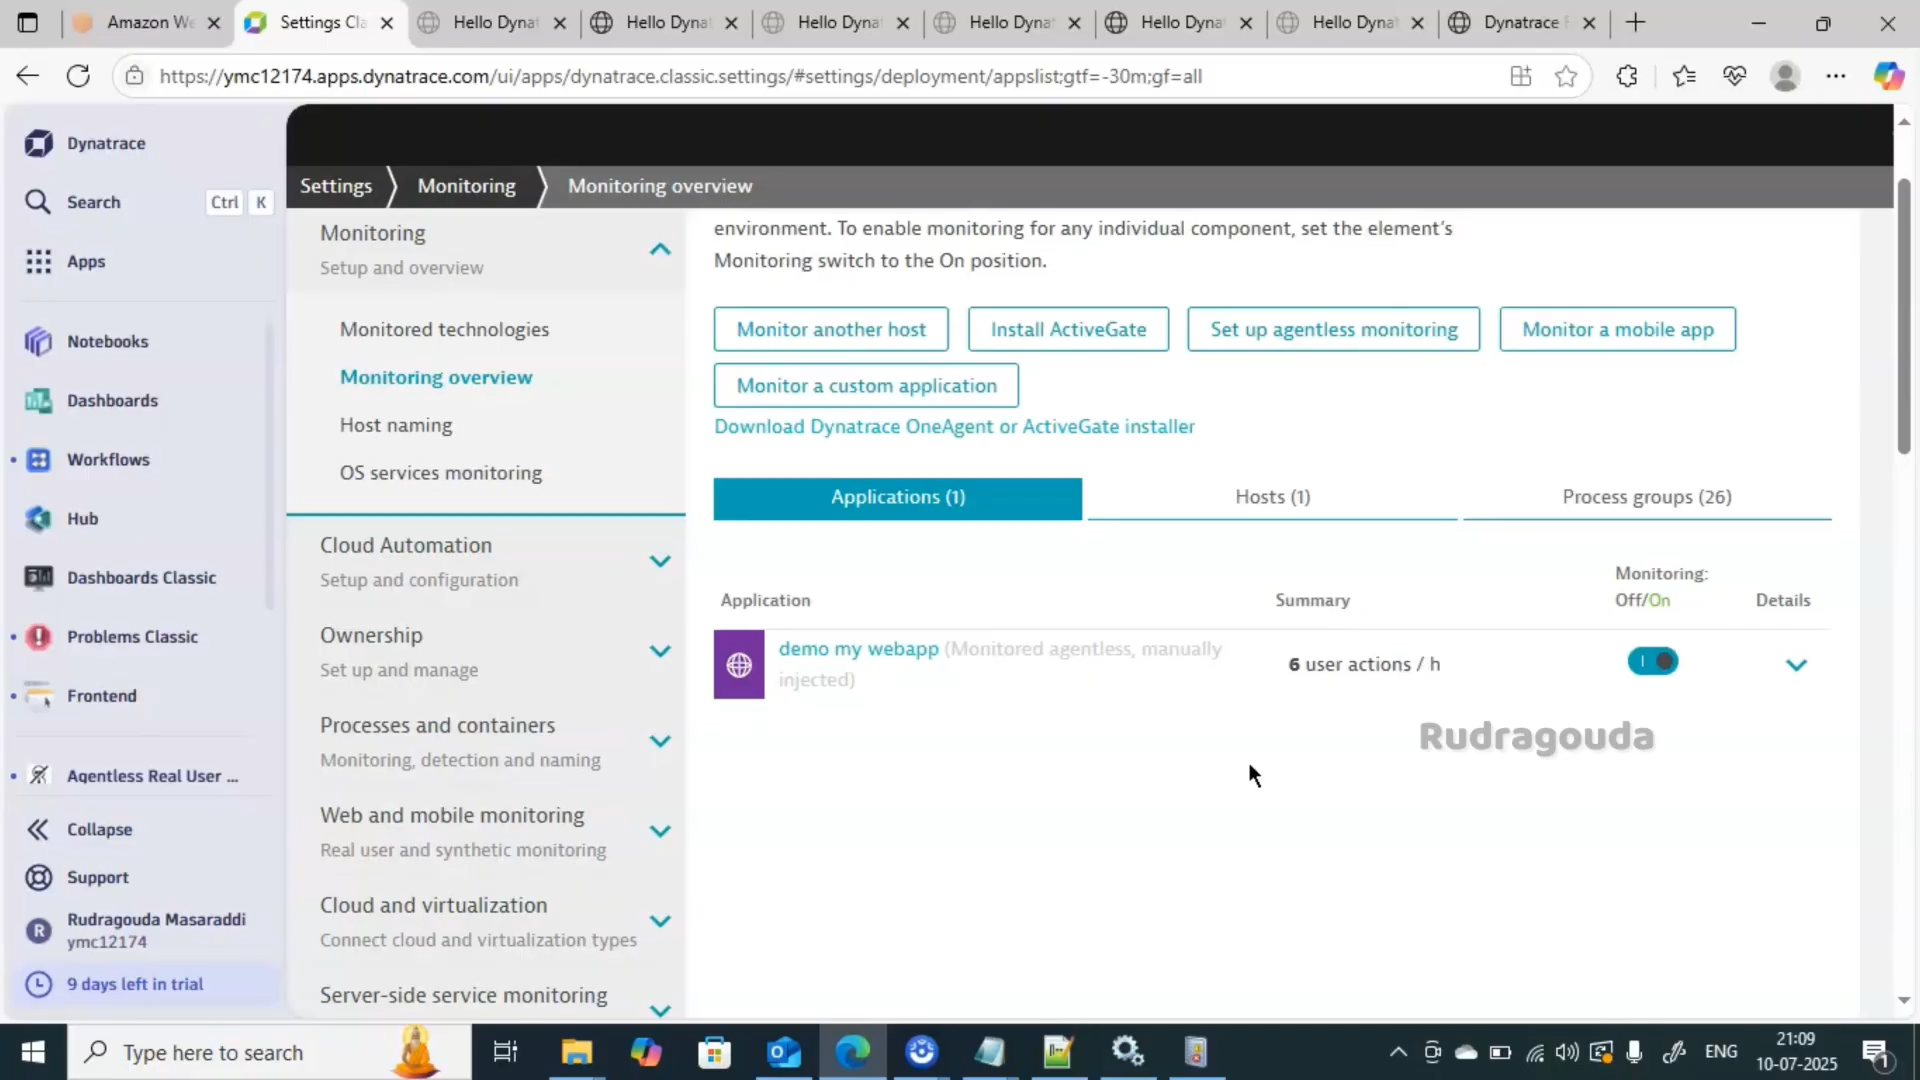 Amazon We
Settings Cla
Hello Dynat
Hello Dynat
Hello Dynat
Hello Dynat
Hello Dynat
Hello Dynat
Dynatrace
https://ymc12174.apps.dynatrace.com/ui/apps/dynatrace.classic.settings/#settings/deployment/appslist;gtf=-30m;gf=all
Dynatrace
Search Ctrl K
Apps
Notebooks
Dashboards
Workflows
Hub
Dashboards Classic
Problems Classic
Frontend
Agentless Real User ...
Collapse
Support
R
Rudragouda Masaraddi
ymc12174
9 days left in trial
Settings
Monitoring
Monitoring overview
Monitoring
Setup and overview
Monitored technologies
Monitoring overview
Host naming
OS services monitoring
Cloud Automation
Setup and configuration
Ownership
Set up and manage
Processes and containers
Monitoring, detection and naming
Web and mobile monitoring
Real user and synthetic monitoring
Cloud and virtualization
Connect cloud and virtualization types
Server-side service monitoring
environment. To enable monitoring for any individual component, set the element's
Monitoring switch to the On position.
Monitor another host
Install ActiveGate
Set up agentless monitoring
Monitor a mobile app
Monitor a custom application
Download Dynatrace OneAgent or ActiveGate installer
Applications (1)
Hosts (1)
Process groups (26)
Application
Summary
Monitoring:
Off/On
Details
demo my webapp (Monitored agentless, manually
injected)
6 user actions / h
Rudragouda
Type here to search
ENG
21:09
10-07-2025
1